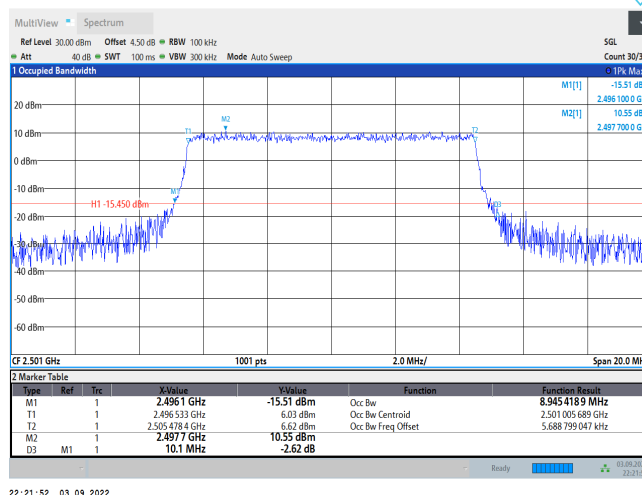 MultiView Spectrum
Ref Level 30.00 dBm Offset 4.50 dB RBW 100 kHz SGL
Att 40 dB SWT 100 ms VBW 300 kHz Mode Auto Sweep Count 30/3
1 Occupied Bandwidth 1Pk Ma
M1[1] -15.51 dB
2.496 100 0 G
M2[1] 10.55 dB
2.497 700 0 G
20 dBm
M2
10 dBm T1 T2
0 dBm
-10 dBm
M1
H1 -15.450 dBm D3
-20 dBm
-30 dBm
-40 dBm
-50 dBm
-60 dBm
CF 2.501 GHz 1001 pts 2.0 MHz/ Span 20.0 MH
2 Marker Table
Type Ref Trc X-Value Y-Value Function Function Result
M1 1 2.4961 GHz -15.51 dBm Occ Bw 8.945 418 9 MHz
T1 1 2.496 533 GHz 6.03 dBm Occ Bw Centroid 2.501 005 689 GHz
T2 1 2.505 478 4 GHz 6.62 dBm Occ Bw Freq Offset 5.688 799 047 kHz
M2 1 2.4977 GHz 10.55 dBm
D3 M1 1 10.1 MHz -2.62 dB
Ready 03.09.20
22:21:
22:21:52 03.09.2022